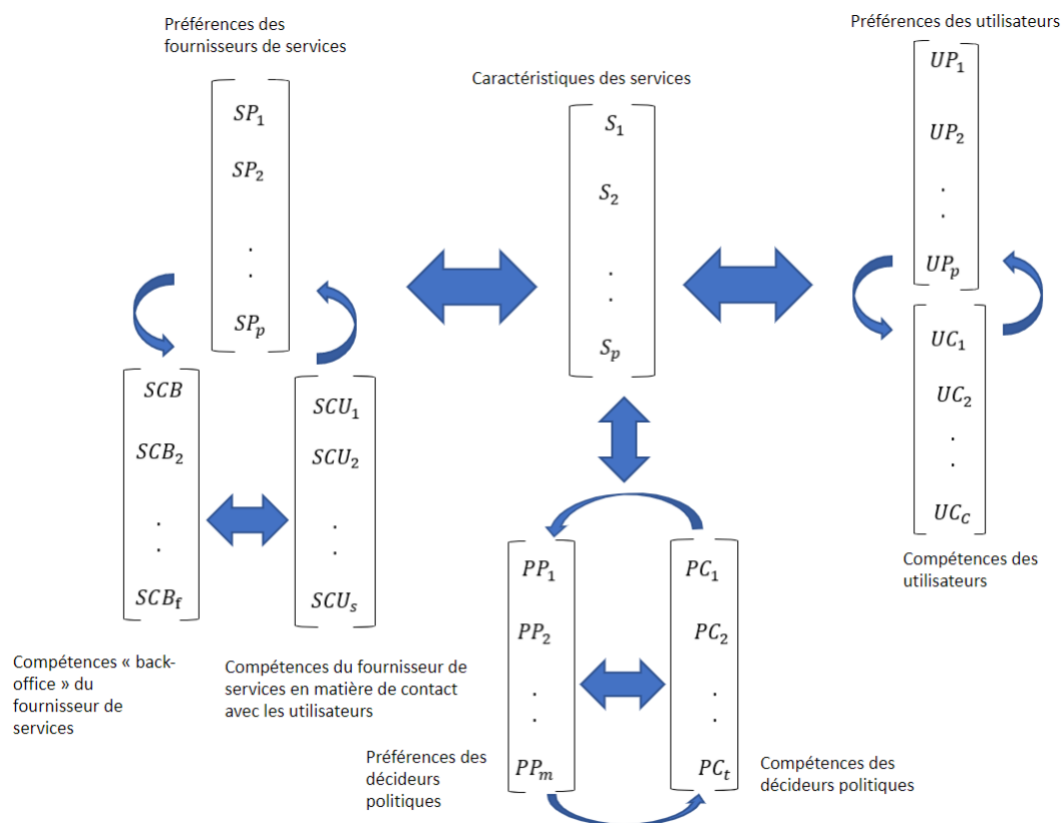 Préférences des
fournisseurs de services
SP₁
SP₂
.
.
SPₚ
Caractéristiques des services
S₁
S₂
.
.
Sₚ
Préférences des utilisateurs
UP₁
UP₂
.
.
UPₚ
UC₁
UC₂
.
.
UC_C
Compétences des
utilisateurs
SCB
SCB₂
.
.
SCB_f
SCU₁
SCU₂
.
.
SCUₛ
Compétences « back-
office » du
fournisseur de
services
Compétences du fournisseur de
services en matière de contact
avec les utilisateurs
PP₁
PP₂
.
.
PPₘ
PC₁
PC₂
.
.
PCₜ
Préférences des
décideurs
politiques
Compétences des
décideurs politiques